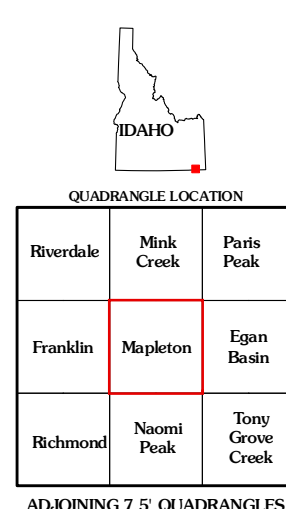 IDAHO
QUADRANGLE LOCATION
Riverdale
Mink
Creek
Paris
Peak
Franklin
Mapleton
Egan
Basin
Richmond
Naomi
Peak
Tony
Grove
Creek
ADJOINING 7.5' QUADRANGLES